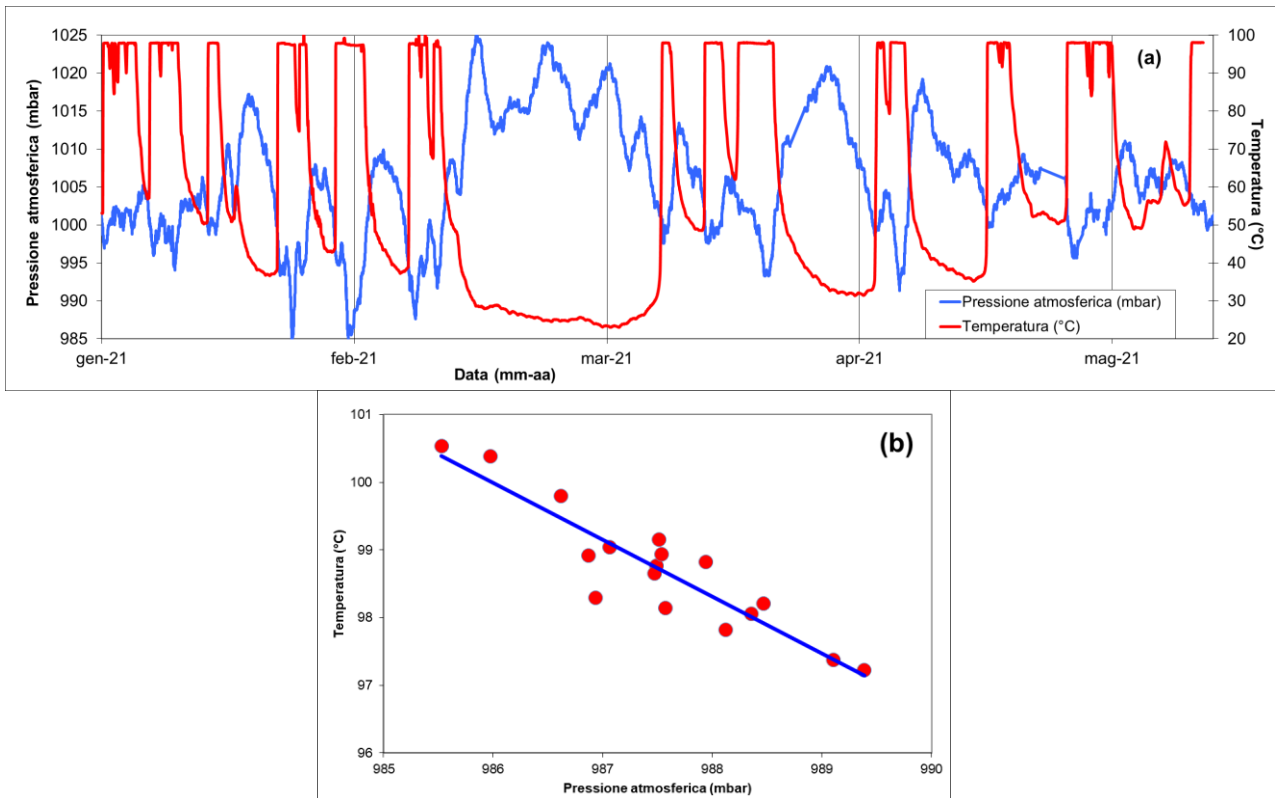 (a)
Pressione atmosferica (mbar)
1025
1020
1015
1010
1005
1000
995
990
985
100
90
80
70
60
50
40
30
20
Temperatura (°C)
Pressione atmosferica (mbar)
Temperatura (°C)
gen-21 feb-21 mar-21 apr-21 mag-21
Data (mm-aa)
(b)
Temperatura (°C)
101
100
99
98
97
96
985 986 987 988 989 990
Pressione atmosferica (mbar)